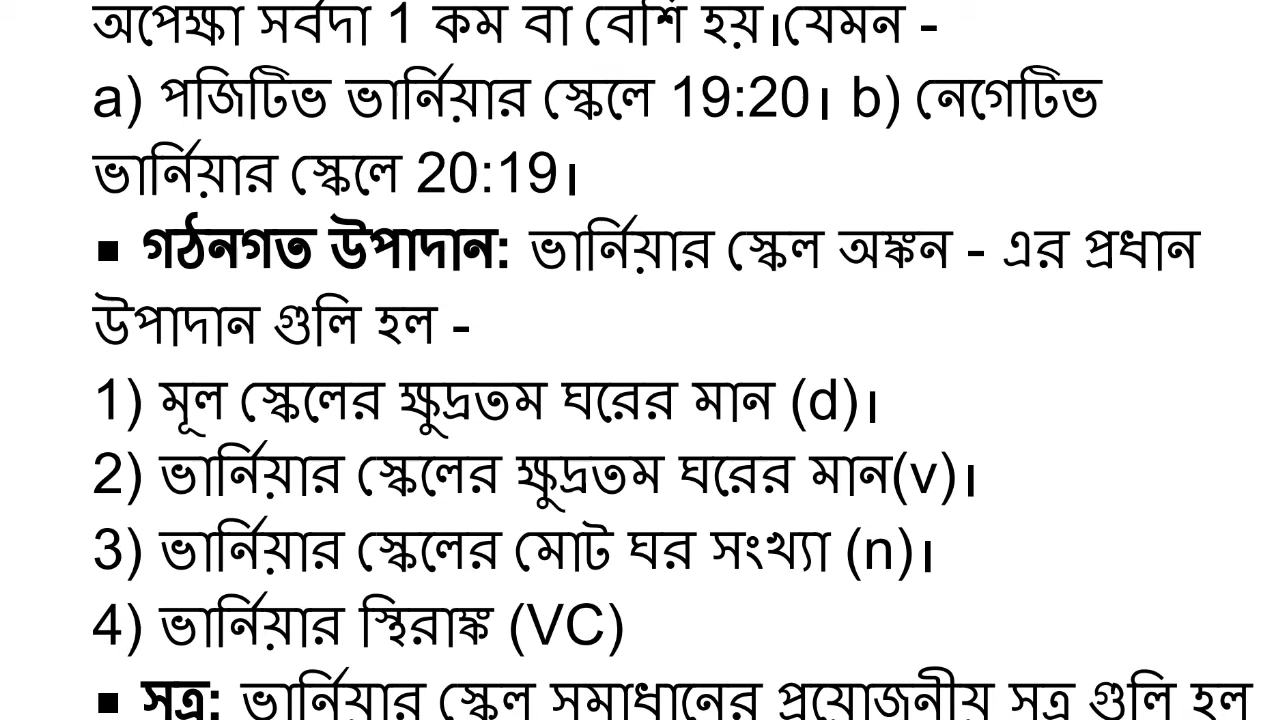 অপেক্ষা সর্বদা 1 কম বা বেশি হয়।যেমন -
a) পজিটিভ ভার্নিয়ার স্কেলে 19:20। b) নেগেটিভ
ভার্নিয়ার স্কেলে 20:19।
▪ গঠনগত উপাদান: ভার্নিয়ার স্কেল অঙ্কন - এর প্রধান
উপাদান গুলি হল -
1) মূল স্কেলের ক্ষুদ্রতম ঘরের মান (d)।
2) ভার্নিয়ার স্কেলের ক্ষুদ্রতম ঘরের মান(v)।
3) ভার্নিয়ার স্কেলের মোট ঘর সংখ্যা (n)।
4) ভার্নিয়ার স্থিরাঙ্ক (VC)
▪ সূত্র: ভার্নিয়ার স্কেল সমাধানের প্রয়োজনীয় সূত্র গুলি হল